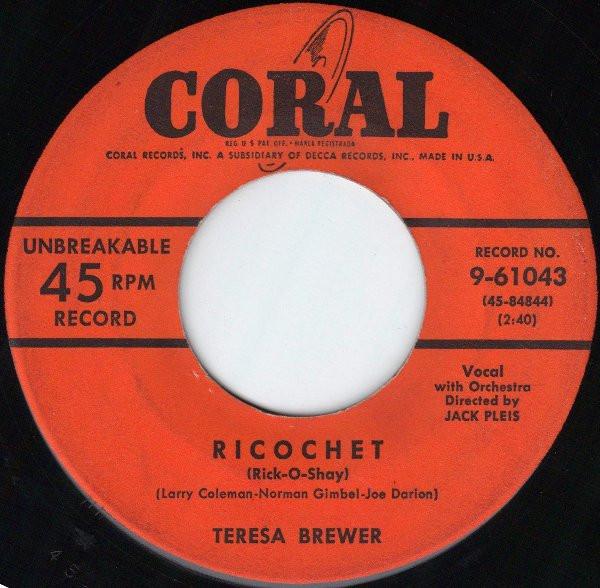 CORAL
REG. U S PAT. OFF. • MARCA REGISTRADA
CORAL RECORDS, INC. A SUBSIDIARY OF DECCA RECORDS, INC., MADE IN U.S.A.
UNBREAKABLE
45 RPM
RECORD
RECORD NO.
9-61043
(45-84844)
(2:40)
Vocal
with Orchestra
Directed by
JACK PLEIS
RICOCHET
(Rick-O-Shay)
(Larry Coleman-Norman Gimbel-Joe Darion)
TERESA BREWER